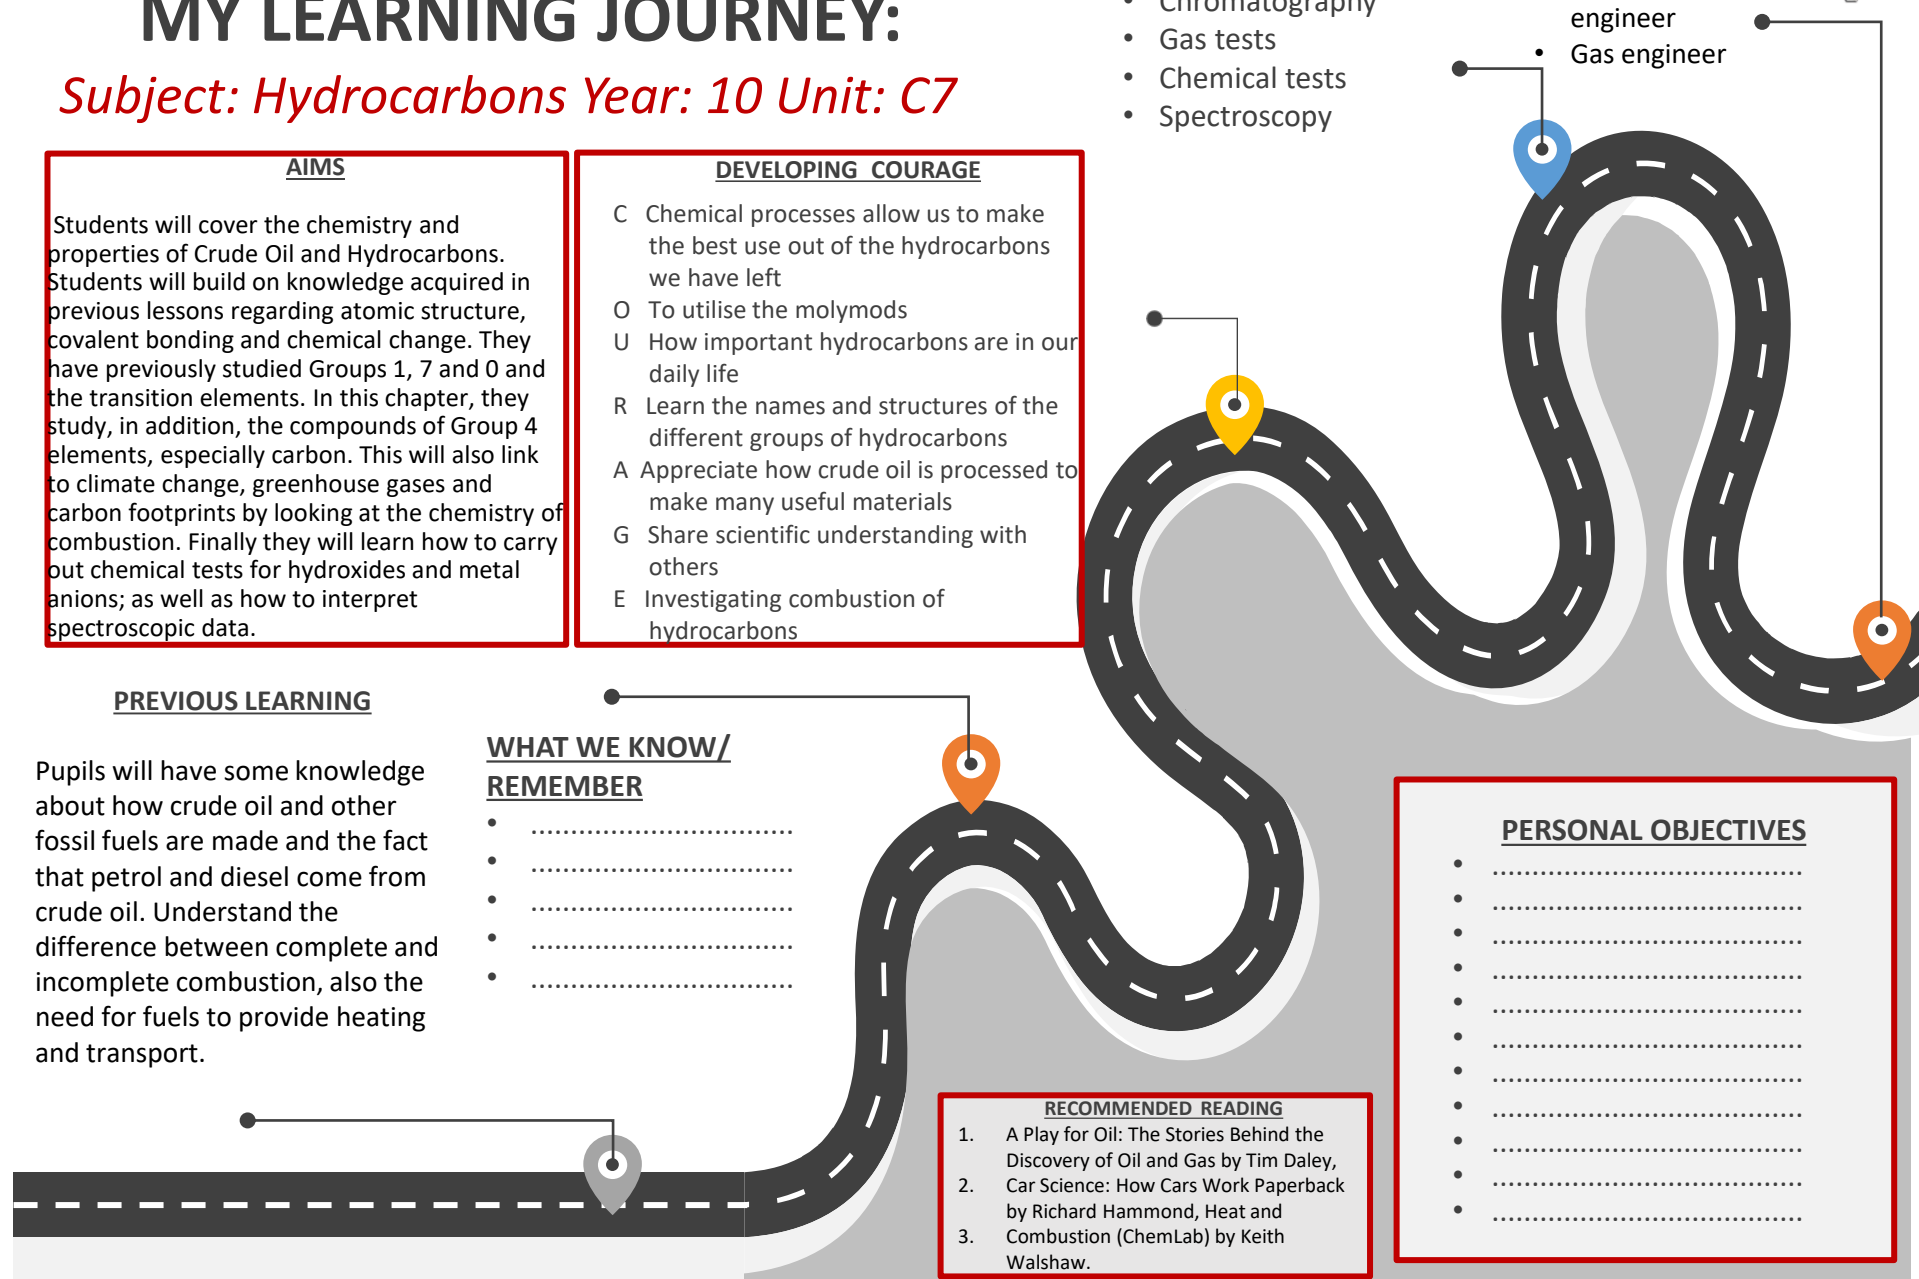 MY LEARNING JOURNEY:
Subject: Hydrocarbons Year: 10 Unit: C7
AIMS
Students will cover the chemistry and
properties of Crude Oil and Hydrocarbons.
Students will build on knowledge acquired in
previous lessons regarding atomic structure,
covalent bonding and chemical change. They
have previously studied Groups 1, 7 and 0 and
the transition elements. In this chapter, they
study, in addition, the compounds of Group 4
elements, especially carbon. This will also link
to climate change, greenhouse gases and
carbon footprints by looking at the chemistry of
combustion. Finally they will learn how to carry
out chemical tests for hydroxides and metal
anions; as well as how to interpret
spectroscopic data.
DEVELOPING COURAGE
C Chemical processes allow us to make
the best use out of the hydrocarbons
we have left
O To utilise the molymods
U How important hydrocarbons are in our
daily life
R Learn the names and structures of the
different groups of hydrocarbons
A Appreciate how crude oil is processed to
make many useful materials
G Share scientific understanding with
others
E Investigating combustion of
hydrocarbons
• Chromatography
• Gas tests
• Chemical tests
• Spectroscopy
engineer
• Gas engineer
PREVIOUS LEARNING
Pupils will have some knowledge
about how crude oil and other
fossil fuels are made and the fact
that petrol and diesel come from
crude oil. Understand the
difference between complete and
incomplete combustion, also the
need for fuels to provide heating
and transport.
WHAT WE KNOW/
REMEMBER
• .................................
• .................................
• .................................
• .................................
• .................................
RECOMMENDED READING
1. A Play for Oil: The Stories Behind the
Discovery of Oil and Gas by Tim Daley,
2. Car Science: How Cars Work Paperback
by Richard Hammond, Heat and
3. Combustion (ChemLab) by Keith
Walshaw.
PERSONAL OBJECTIVES
• .......................................
• .......................................
• .......................................
• .......................................
• .......................................
• .......................................
• .......................................
• .......................................
• .......................................
• .......................................
• .......................................